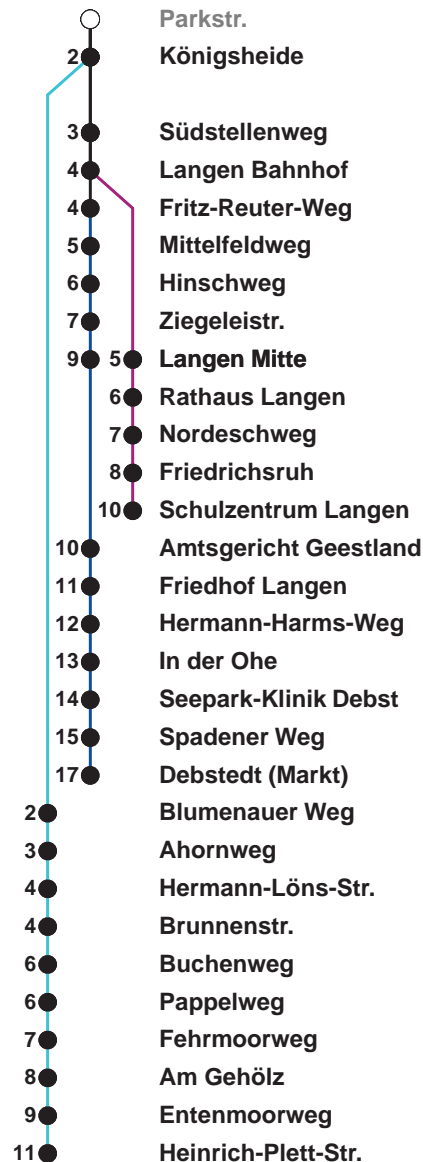 Parkstr.
2 Königsheide
3 Südstellenweg
4 Langen Bahnhof
4 Fritz-Reuter-Weg
5 Mittelfeldweg
6 Hinschweg
7 Ziegeleistr.
9 5 Langen Mitte
6 Rathaus Langen
7 Nordeschweg
8 Friedrichsruh
10 Schulzentrum Langen
10 Amtsgericht Geestland
11 Friedhof Langen
12 Hermann-Harms-Weg
13 In der Ohe
14 Seepark-Klinik Debst
15 Spadener Weg
17 Debstedt (Markt)
2 Blumenauer Weg
3 Ahornweg
4 Hermann-Löns-Str.
4 Brunnenstr.
6 Buchenweg
6 Pappelweg
7 Fehrmoorweg
8 Am Gehölz
9 Entenmoorweg
11 Heinrich-Plett-Str.